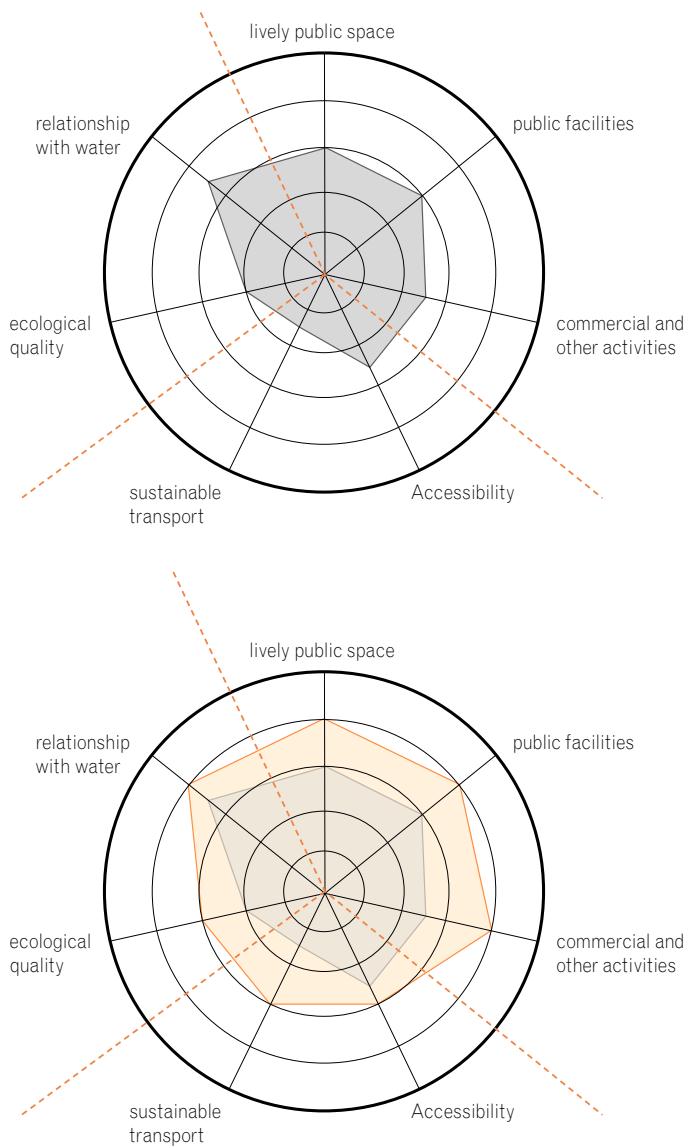 lively public space
relationship
with water
public facilities
ecological
quality
commercial and
other activities
sustainable
transport
Accessibility
lively public space
relationship
with water
public facilities
ecological
quality
commercial and
other activities
sustainable
transport
Accessibility